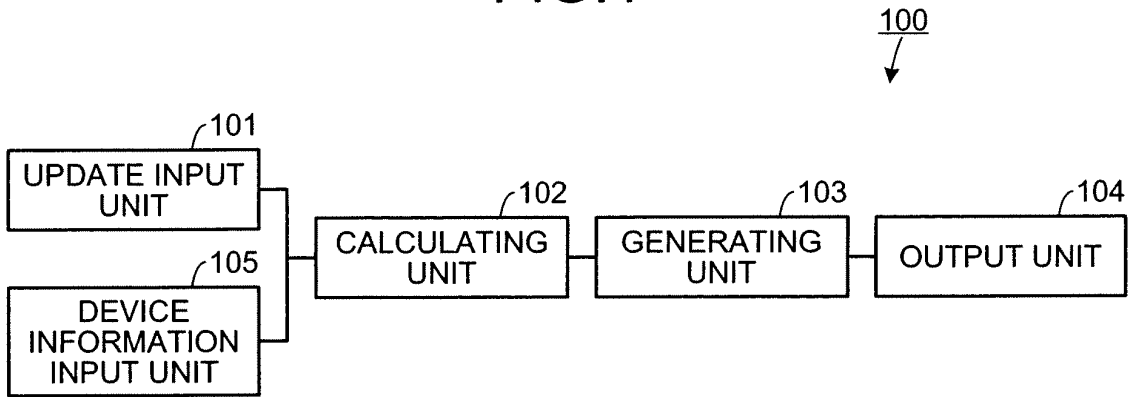 100
101
UPDATE INPUT
UNIT
102
CALCULATING
UNIT
103
GENERATING
UNIT
104
OUTPUT UNIT
105
DEVICE
INFORMATION
INPUT UNIT